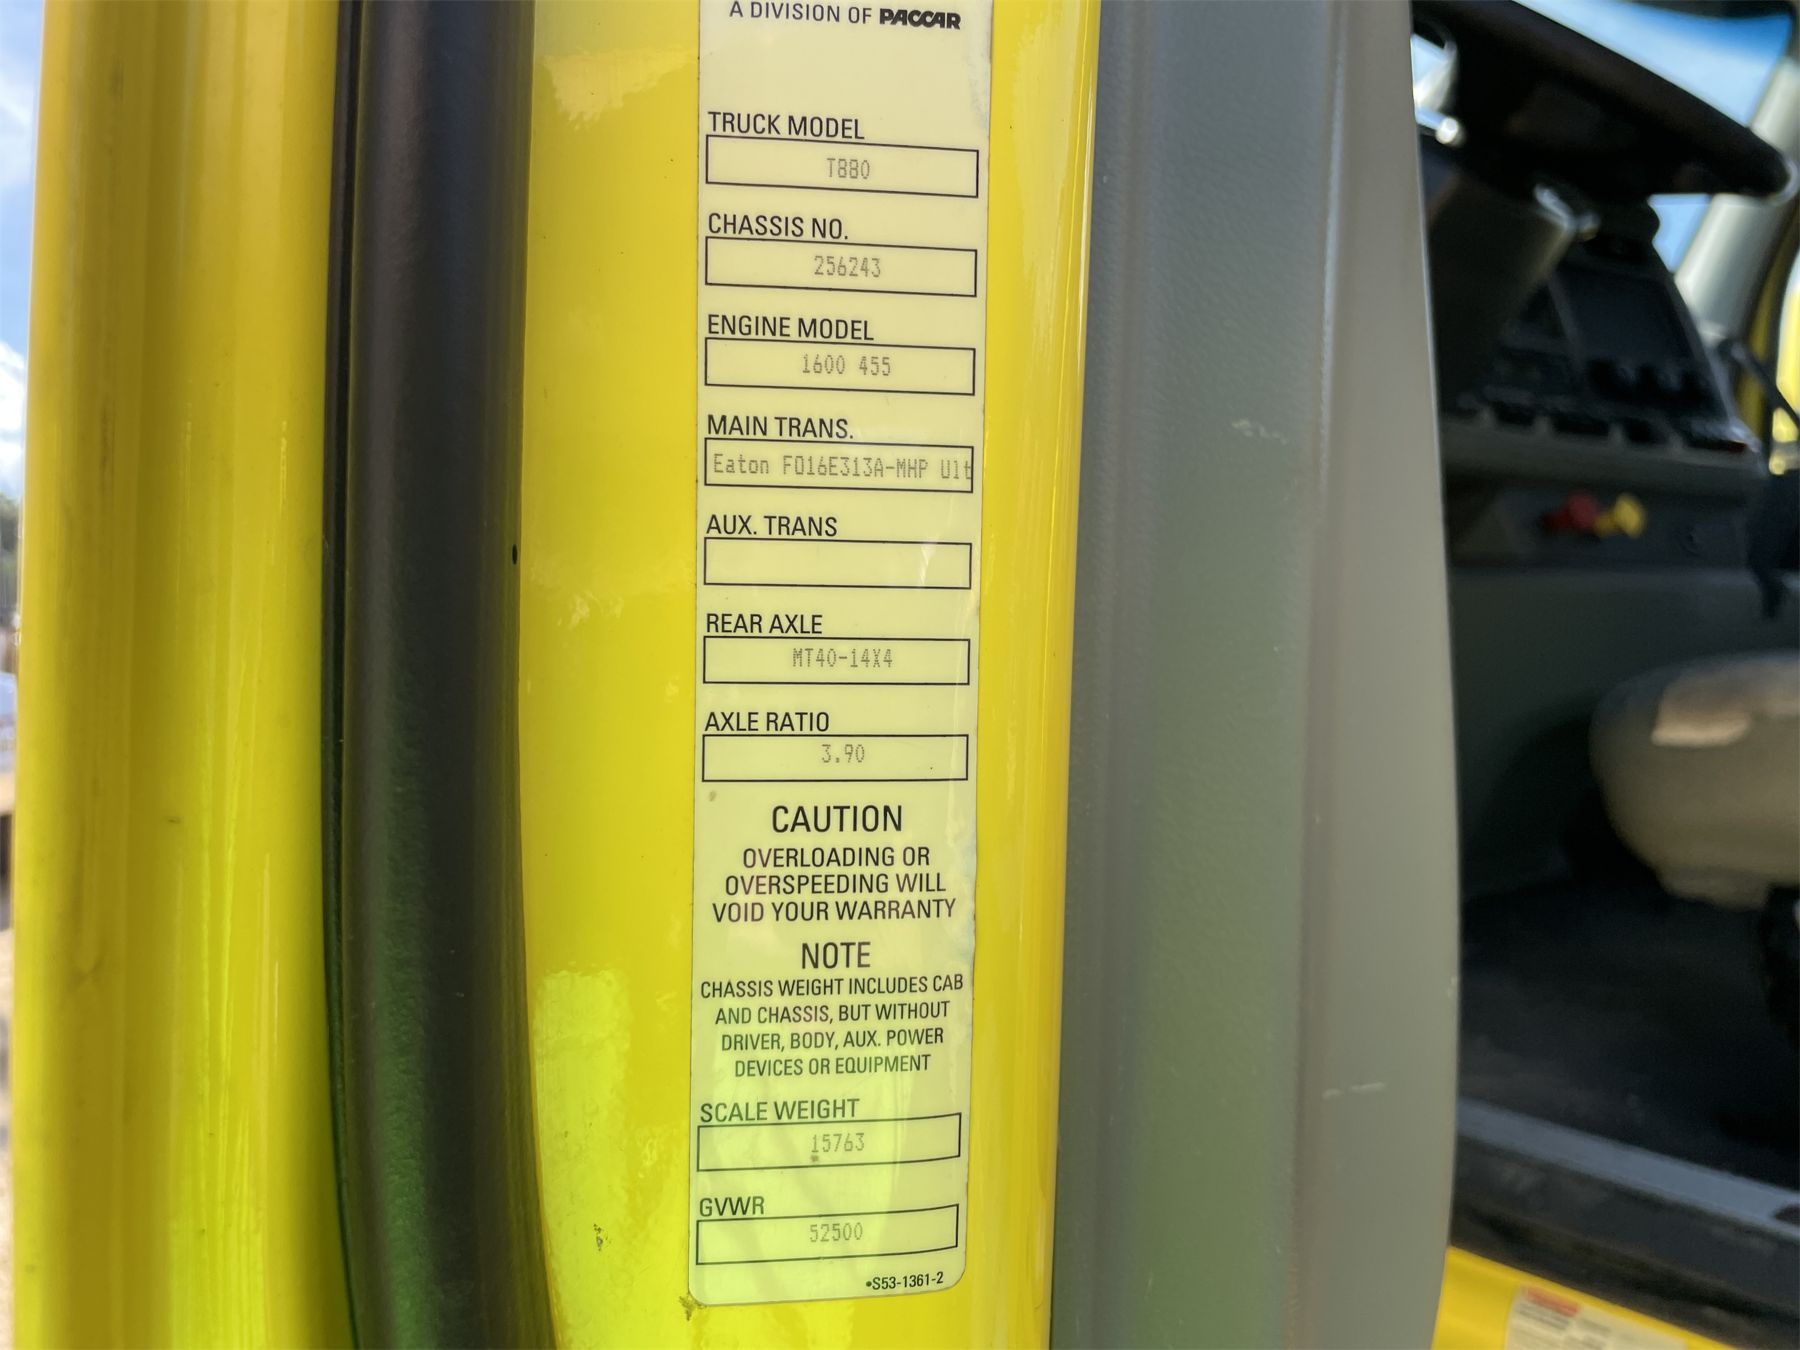 A DIVISION OF PACCAR
TRUCK MODEL
T880
CHASSIS NO.
256243
ENGINE MODEL
1600 455
MAIN TRANS.
Eaton FO16E313A-MHP Ult
AUX. TRANS
REAR AXLE
MT40-14X4
AXLE RATIO
3.90
CAUTION
OVERLOADING OR
OVERSPEEDING WILL
VOID YOUR WARRANTY
NOTE
CHASSIS WEIGHT INCLUDES CAB
AND CHASSIS, BUT WITHOUT
DRIVER, BODY, AUX. POWER
DEVICES OR EQUIPMENT
SCALE WEIGHT
15763
GVWR
52500
•S53-1361-2